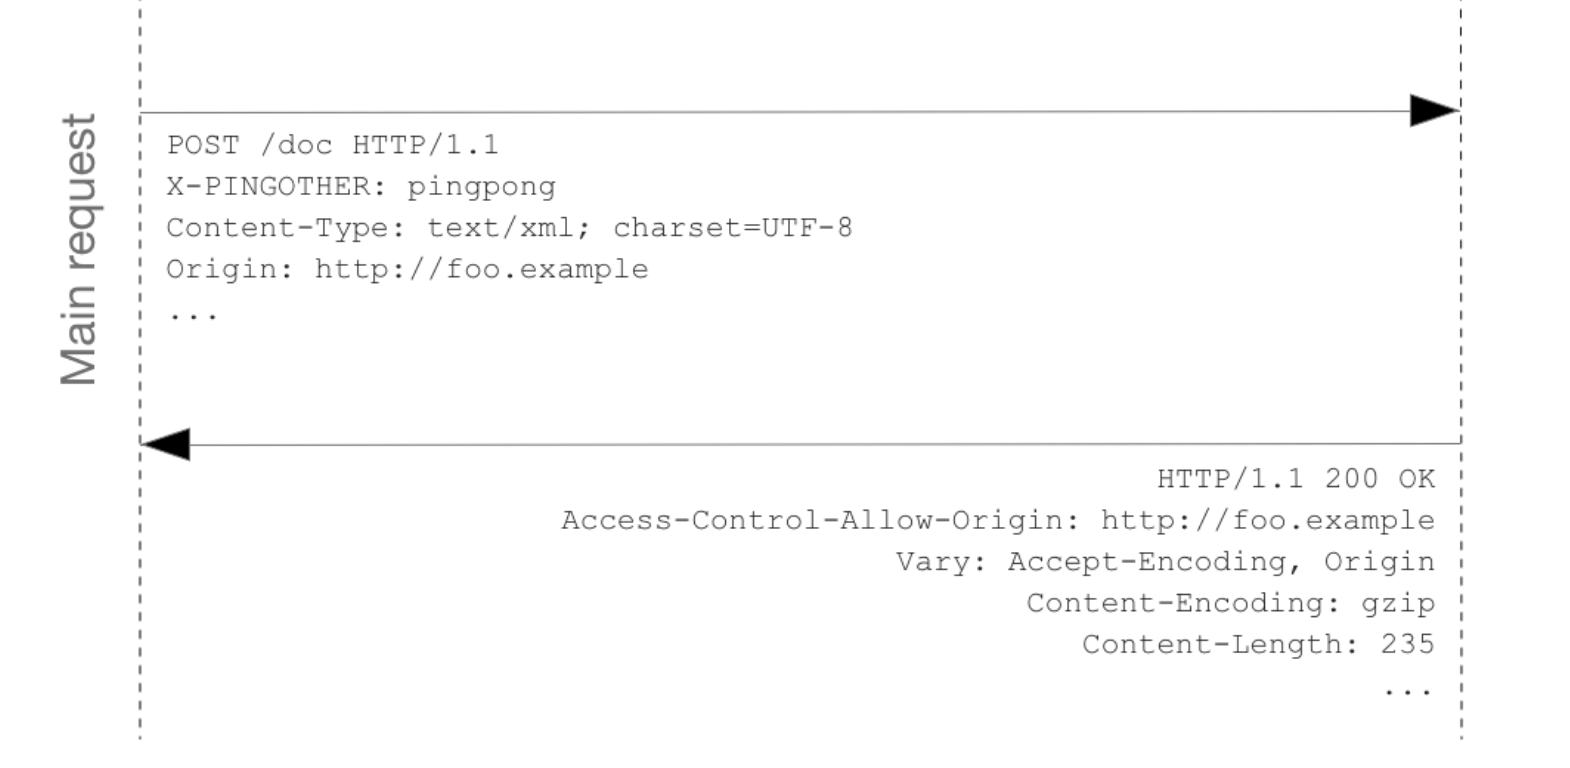 Main request
POST /doc HTTP/1.1
X-PINGOTHER: pingpong
Content-Type: text/xml; charset=UTF-8
Origin: http://foo.example
...
HTTP/1.1 200 OK
Access-Control-Allow-Origin: http://foo.example
Vary: Accept-Encoding, Origin
Content-Encoding: gzip
Content-Length: 235
...